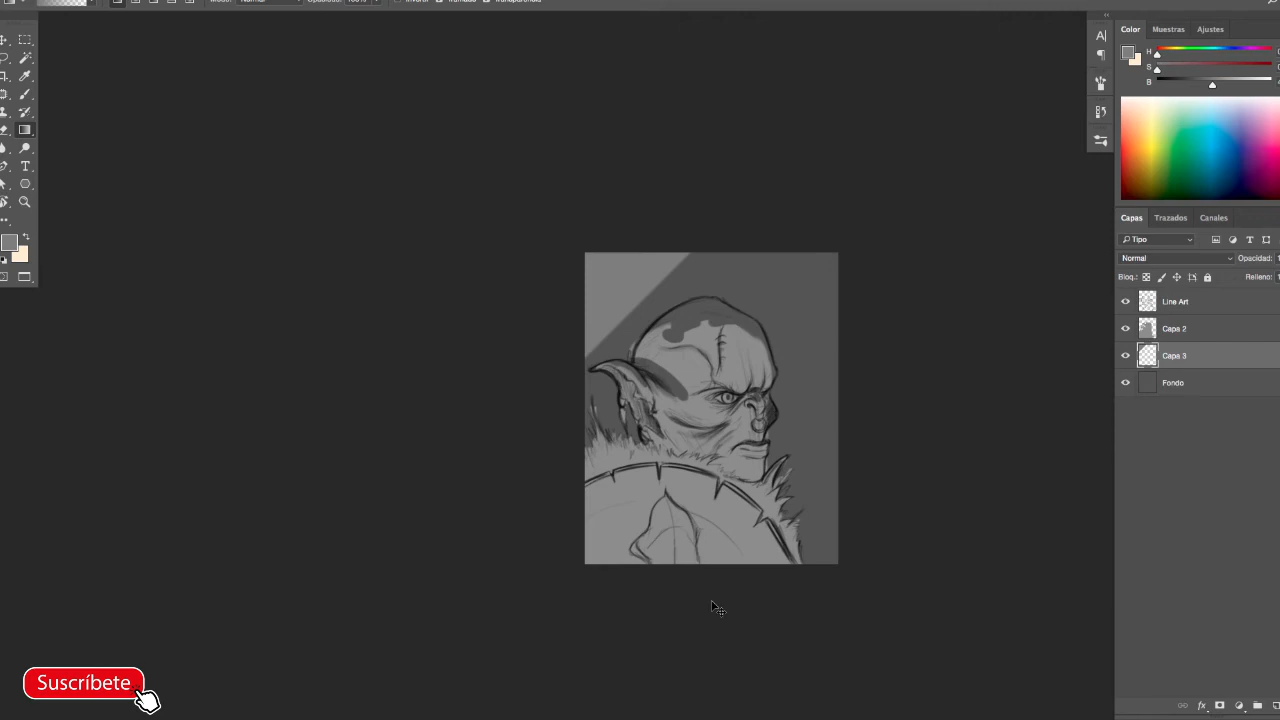 Color Muestras Ajustes
H
S
B
Capas Trazados Canales
Tipo
Normal Opacidad:
Bloq.: Relleno:
Line Art
Capa 2
Capa 3
Fondo
Suscríbete